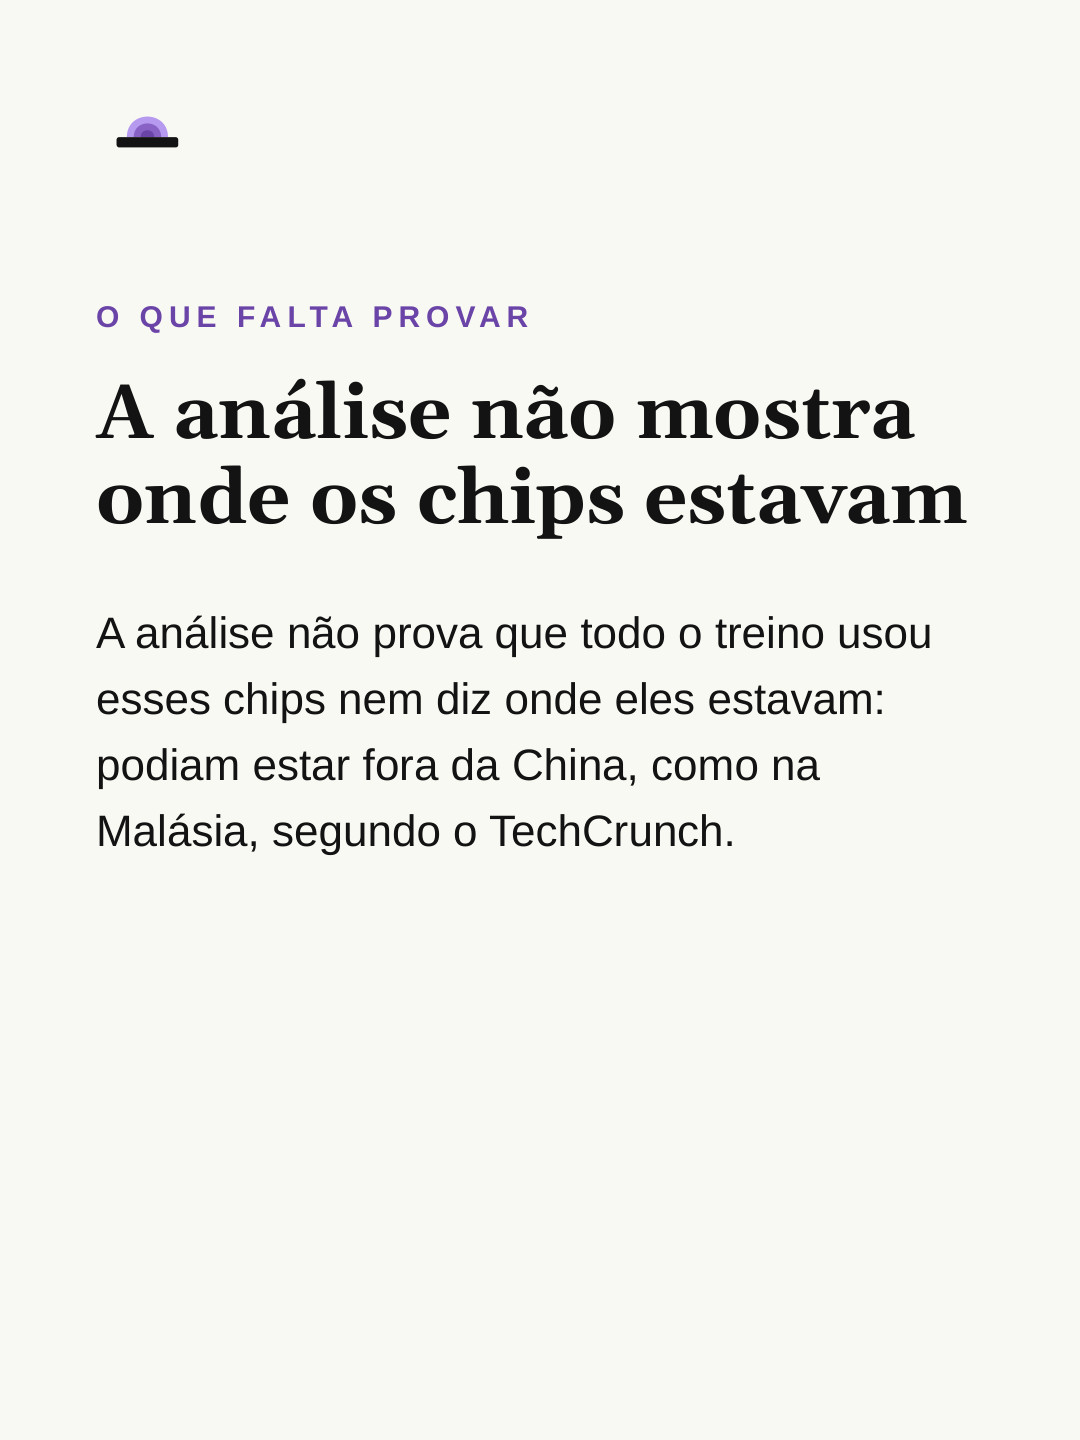 O QUE FALTA PROVAR
A análise não mostra
onde os chips estavam
A análise não prova que todo o treino usou
esses chips nem diz onde eles estavam:
podiam estar fora da China, como na
Malásia, segundo o TechCrunch.